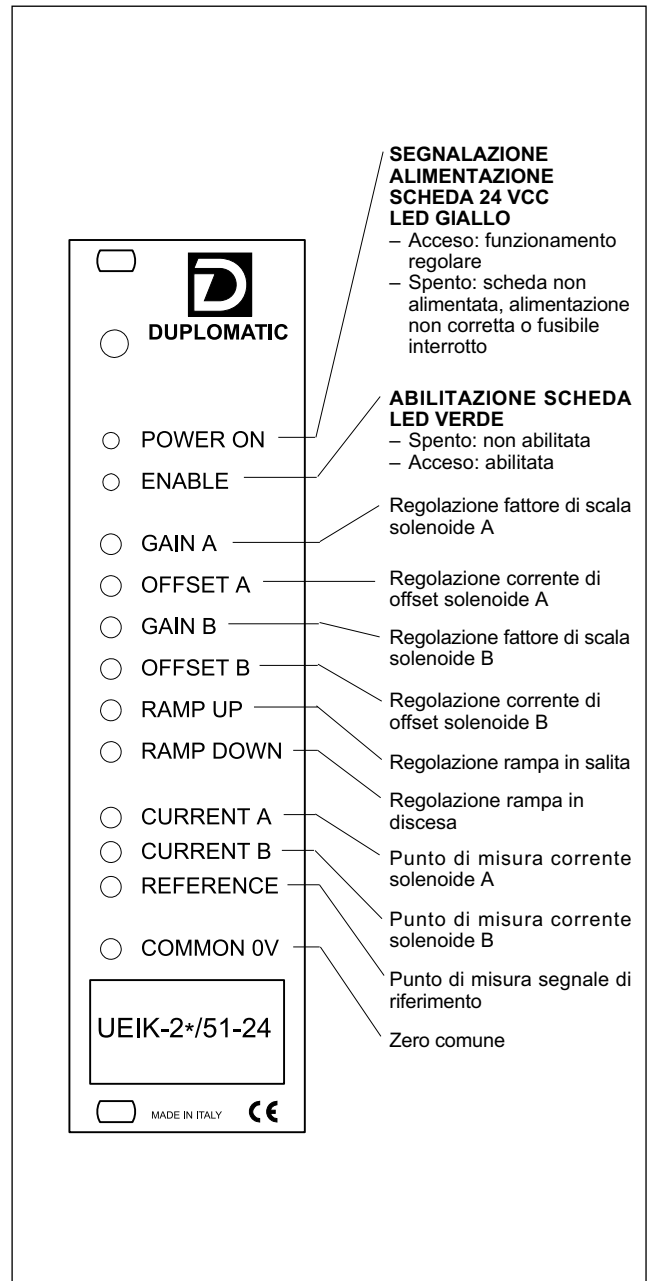 SEGNALAZIONE
ALIMENTAZIONE
SCHEDA 24 VCC
LED GIALLO
– Acceso: funzionamento
regolare
– Spento: scheda non
alimentata, alimentazione
non corretta o fusibile
interrotto
DUPLOMATIC
ABILITAZIONE SCHEDA
LED VERDE
– Spento: non abilitata
– Acceso: abilitata
POWER ON
ENABLE
Regolazione fattore di scala
solenoide A
GAIN A
OFFSET A
Regolazione corrente di
offset solenoide A
GAIN B
Regolazione fattore di scala
solenoide B
OFFSET B
Regolazione corrente di
offset solenoide B
RAMP UP
Regolazione rampa in salita
RAMP DOWN
Regolazione rampa in
discesa
CURRENT A
Punto di misura corrente
solenoide A
CURRENT B
Punto di misura corrente
solenoide B
REFERENCE
Punto di misura segnale di
riferimento
COMMON 0V
Zero comune
UEIK-2*/51-24
MADE IN ITALY CE